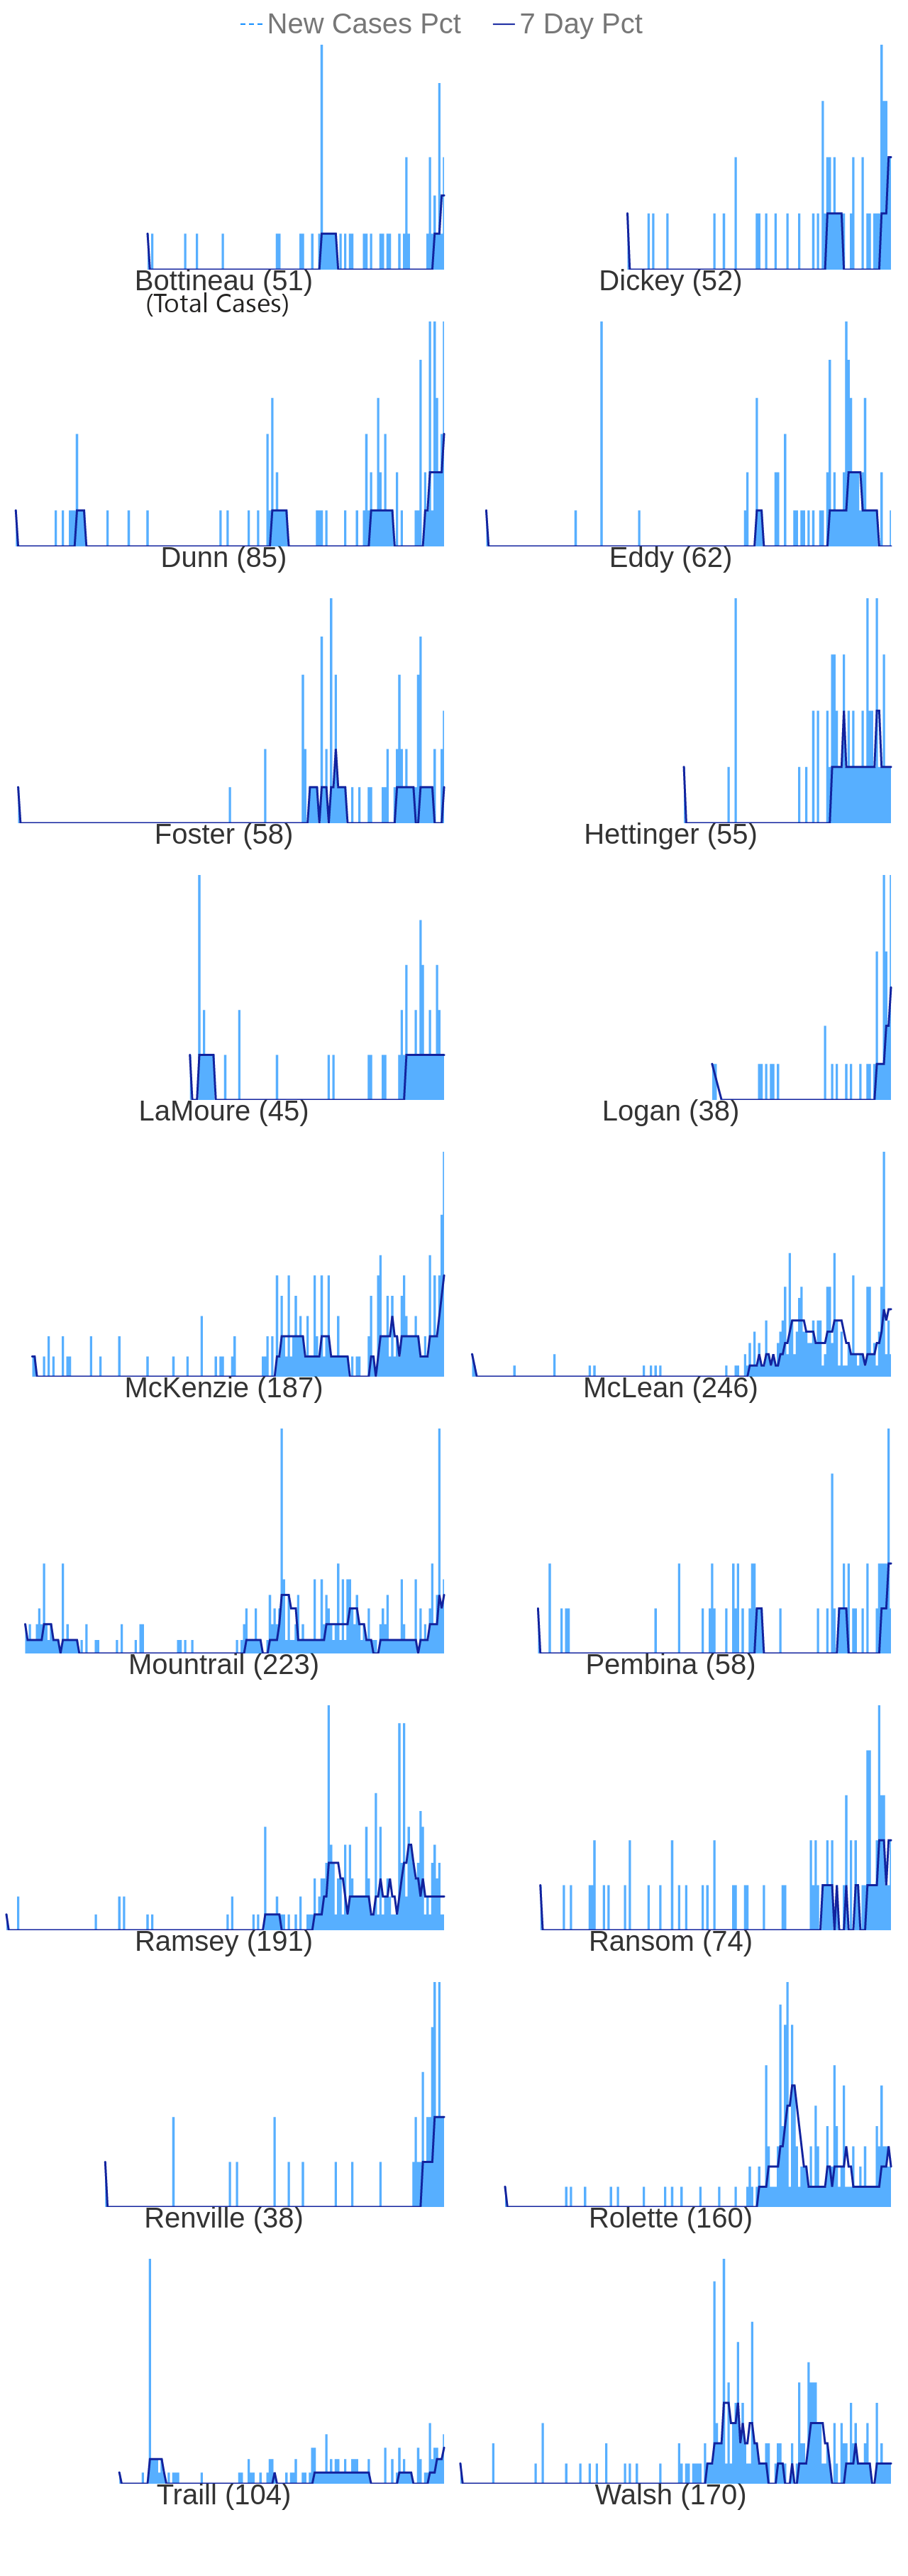 New Cases Pct 7 Day Pct
Bottineau (51) Dickey (52)
(Total Cases)
Dunn (85) Eddy (62)
Foster (58) Hettinger (55)
LaMoure (45) Logan (38)
McKenzie (187) McLean (246)
Mountrail (223) Pembina (58)
Ramsey (191) Ransom (74)
Renville (38) Rolette (160)
Traill (104) Walsh (170)